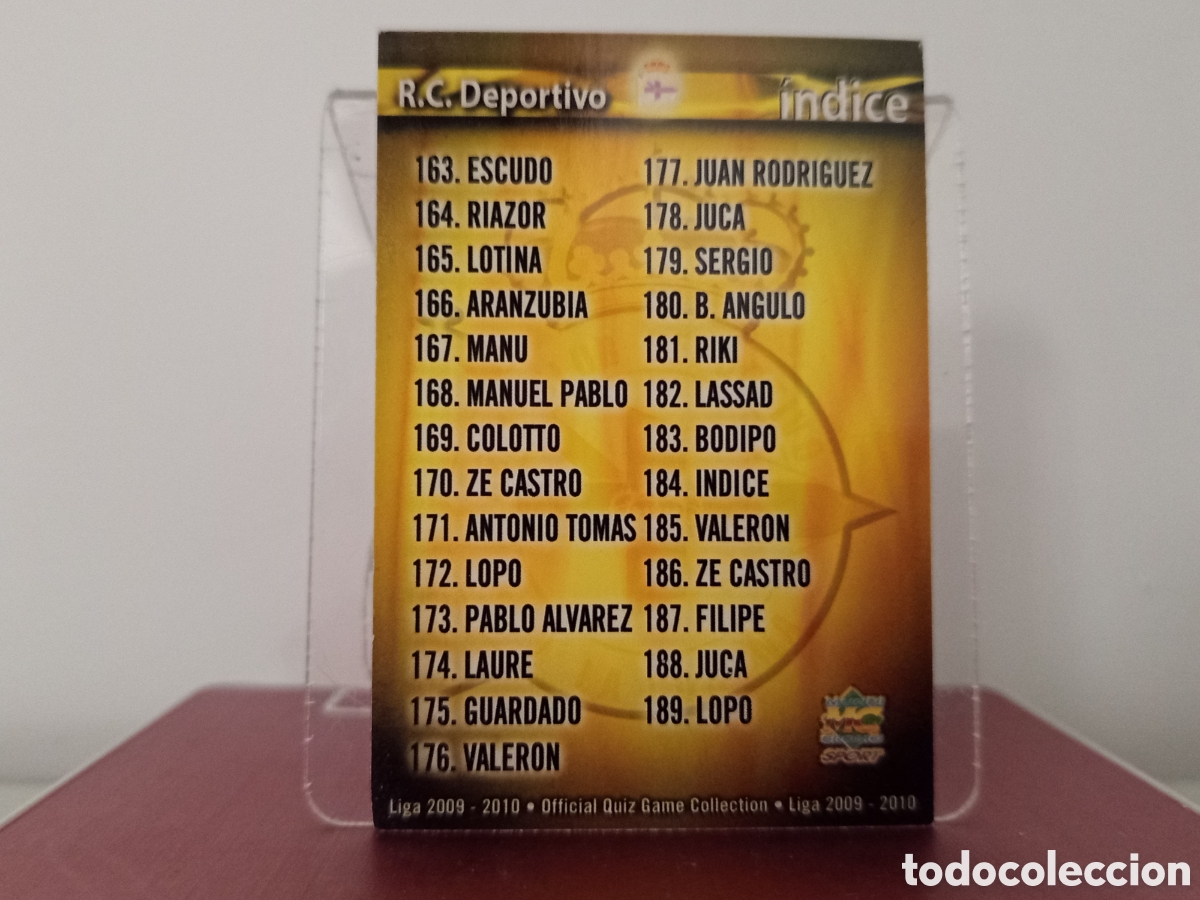 R.C. Deportivo
índice
163. ESCUDO
164. RIAZOR
165. LOTINA
166. ARANZUBIA
167. MANU
168. MANUEL PABLO
169. COLOTTO
170. ZE CASTRO
171. ANTONIO TOMAS
172. LOPO
173. PABLO ALVAREZ
174. LAURE
175. GUARDADO
176. VALERON
177. JUAN RODRIGUEZ
178. JUCA
179. SERGIO
180. B. ANGULO
181. RIKI
182. LASSAD
183. BODIPO
184. INDICE
185. VALERON
186. ZE CASTRO
187. FILIPE
188. JUCA
189. LOPO
SPORT
Liga 2009 - 2010 • Official Quiz Game Collection • Liga 2009 - 2010
todocoleccion